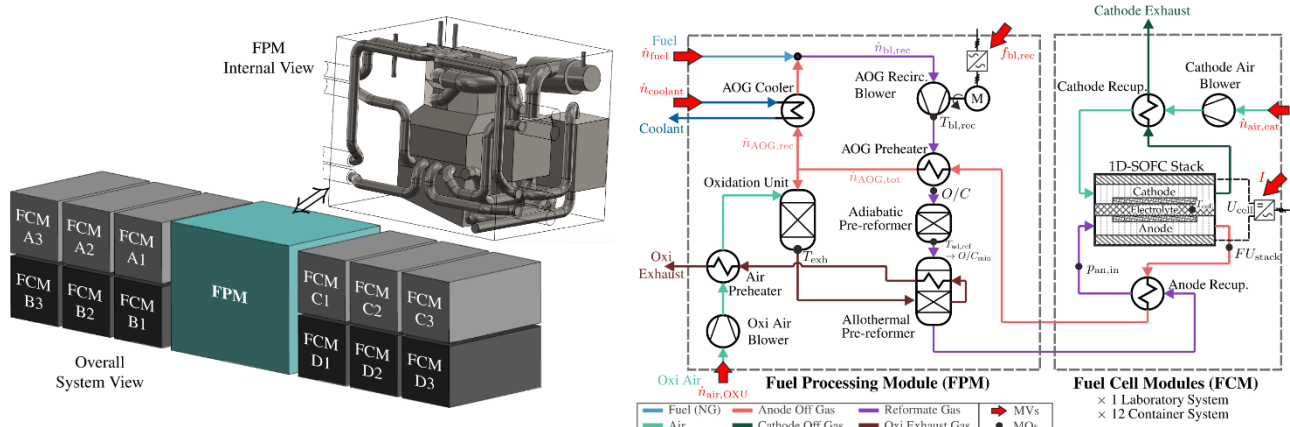 FPM
Internal View
FCM
A3
FCM
A2
FCM
A1
FCM
B3
FCM
B2
FCM
B1
FPM
FCM
C1
FCM
C2
FCM
C3
FCM
D1
FCM
D2
FCM
D3
Overall
System View
Fuel
ṅfuel
ṅcoolant
Coolant
AOG Cooler
ṅAOG,rec
ṅbl,rec
AOG Recirc.
Blower
M
fbl,rec
Tbl,rec
AOG Preheater
ṅAOG,tot
O/C
Oxidation Unit
Adiabatic
Pre-reformer
Tad,ref
→ O/Cmin
Texh
Oxi
Exhaust
Air
Preheater
Allothermal
Pre-reformer
Oxi Air
Blower
Oxi Air
ṅair,OXU
Fuel Processing Module (FPM)
Cathode Exhaust
Cathode Recup.
Cathode Air
Blower
ṅair,cat
1D-SOFC Stack
Cathode
Electrolyte
Anode
Tcell
Ucell
I
FUstack
pan,in
Anode Recup.
Fuel Cell Modules (FCM)
× 1 Laboratory System
× 12 Container System
Fuel (NG)
Anode Off Gas
Reformate Gas
MVs
Air
Cathode Off Gas
Oxi Exhaust Gas
MOs